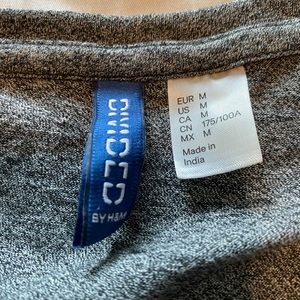 DIVIDED
BY H&M
EUR M
US M
CA M
CN 175/100A
MX M
Made in
India